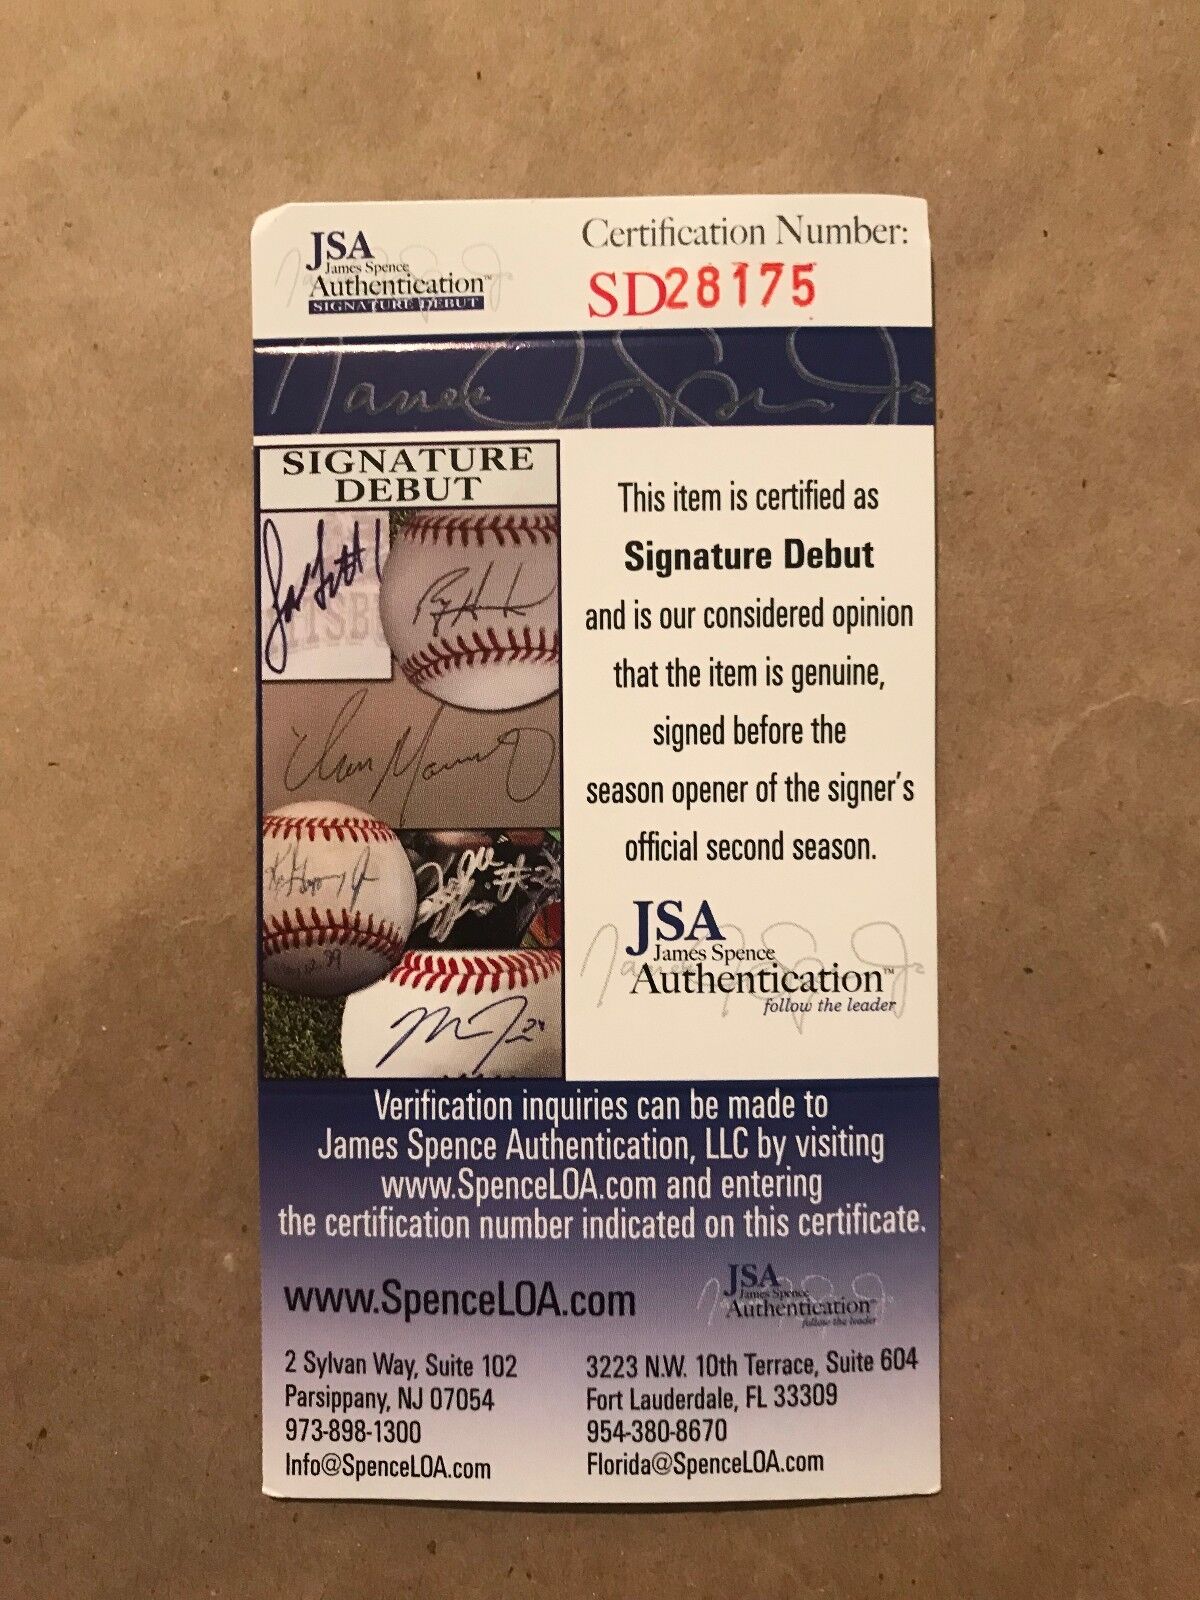 JSA
James Spence
Authentication™
SIGNATURE DEBUT
Certification Number:
SD28175
SIGNATURE
DEBUT
This item is certified as
Signature Debut
and is our considered opinion
that the item is genuine,
signed before the
season opener of the signer's
official second season.
JSA
James Spence
Authentication™
follow the leader
Verification inquiries can be made to
James Spence Authentication, LLC by visiting
www.SpenceLOA.com and entering
the certification number indicated on this certificate.
www.SpenceLOA.com
JSA
James Spence
Authentication™
follow the leader
2 Sylvan Way, Suite 102
Parsippany, NJ 07054
973-898-1300
Info@SpenceLOA.com
3223 N.W. 10th Terrace, Suite 604
Fort Lauderdale, FL 33309
954-380-8670
Florida@SpenceLOA.com